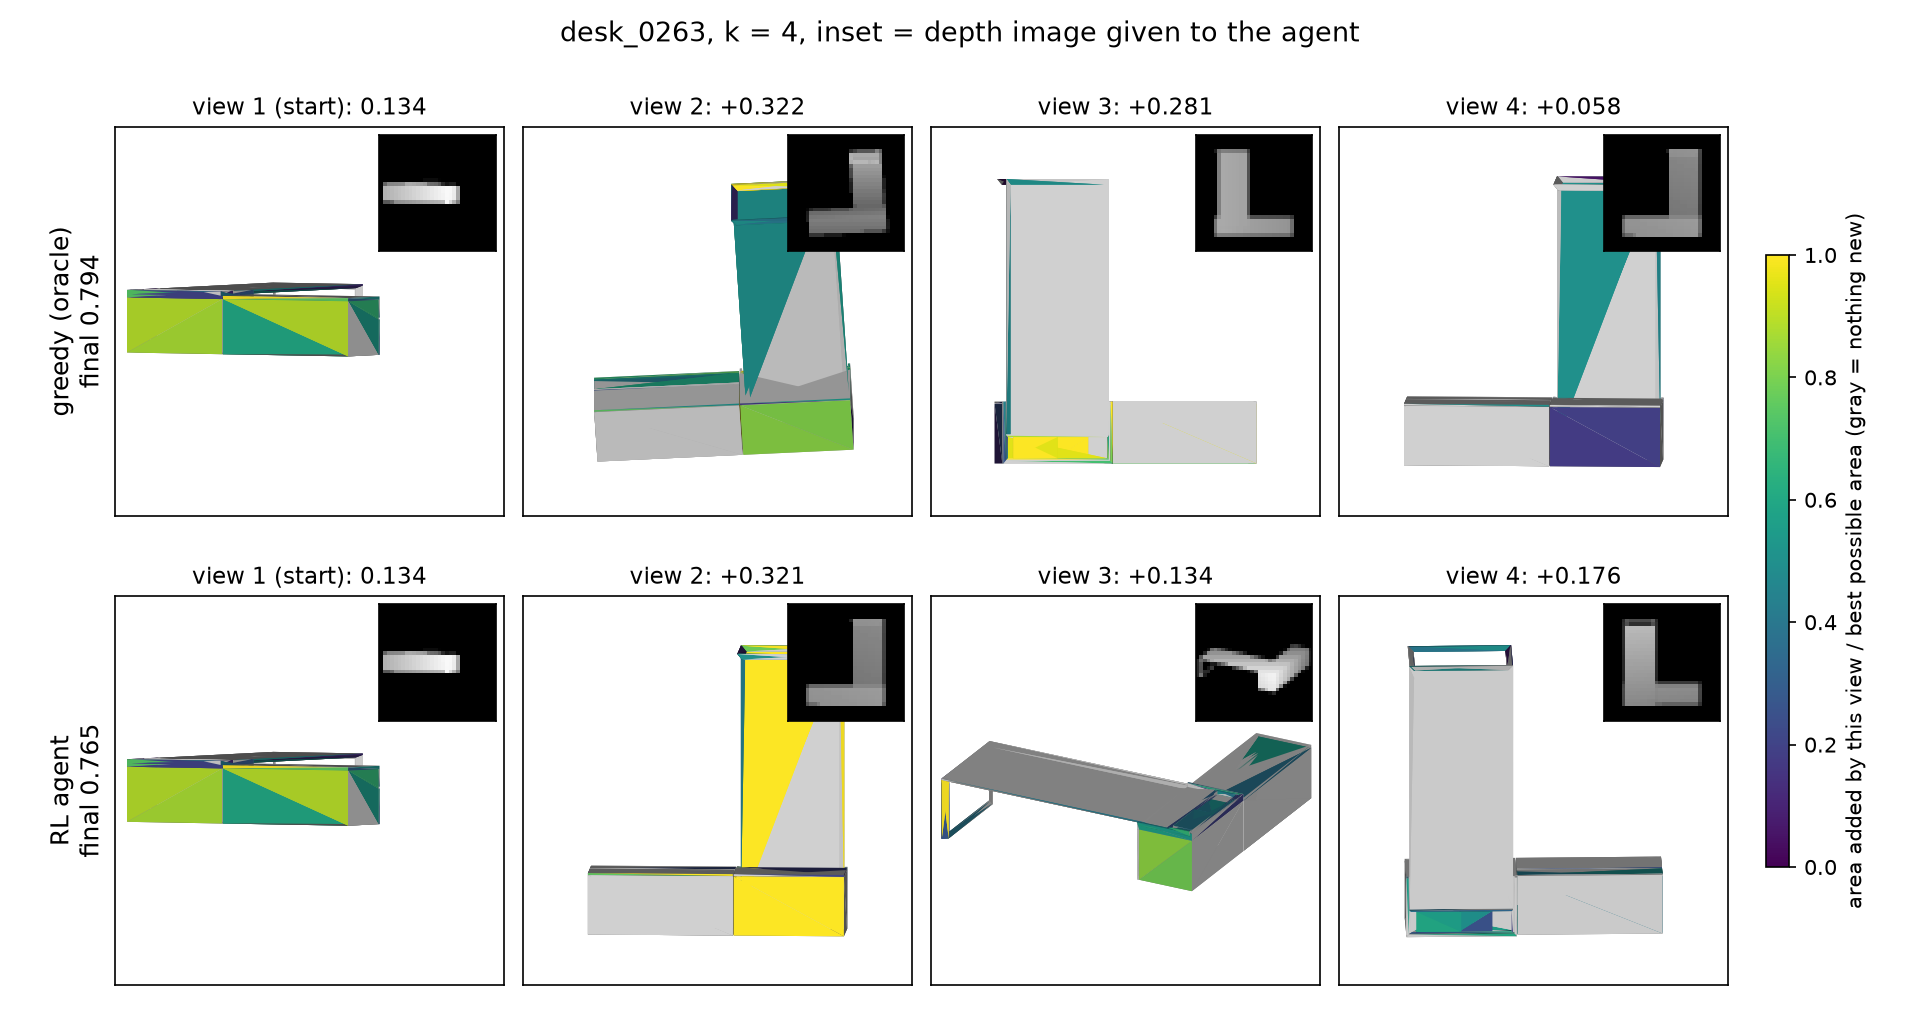 desk_0263, k = 4, inset = depth image given to the agent
view 1 (start): 0.134
view 2: +0.322
view 3: +0.281
view 4: +0.058
greedy (oracle)
final 0.794
view 1 (start): 0.134
view 2: +0.321
view 3: +0.134
view 4: +0.176
RL agent
final 0.765
1.0
0.8
0.6
0.4
0.2
0.0
area added by this view / best possible area (gray = nothing new)